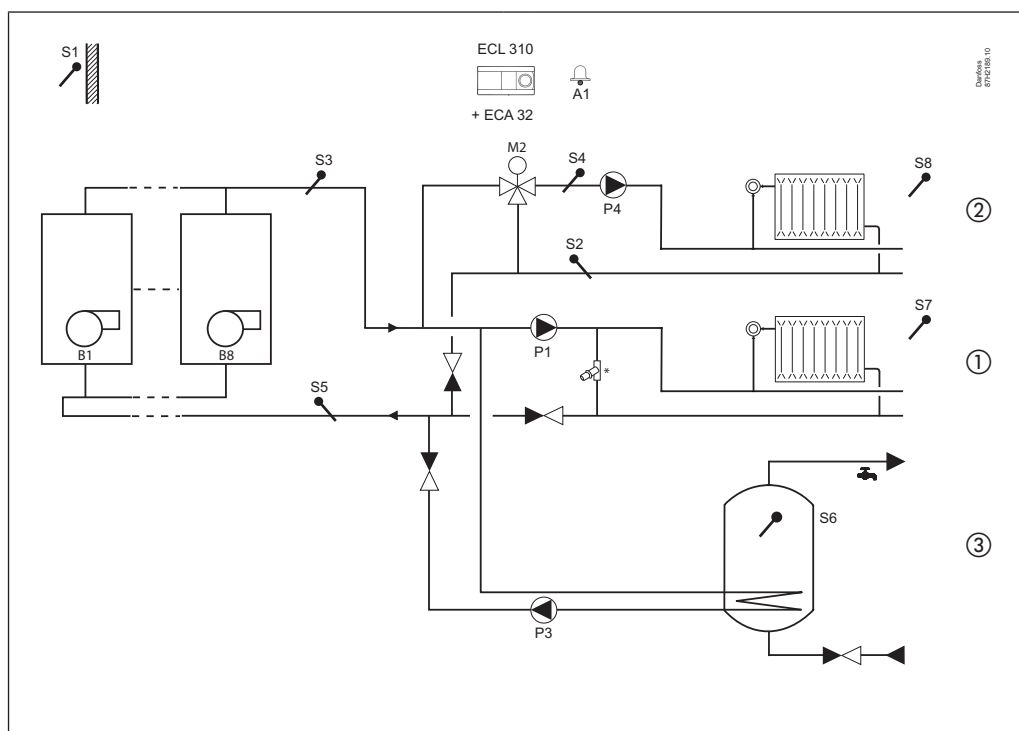 S1
ECL 310
A1
+ ECA 32
Danfoss
87H2189.10
M2
S3
S4
S8
P4
②
S2
S7
B1
B8
P1
①
*
S5
S6
③
P3